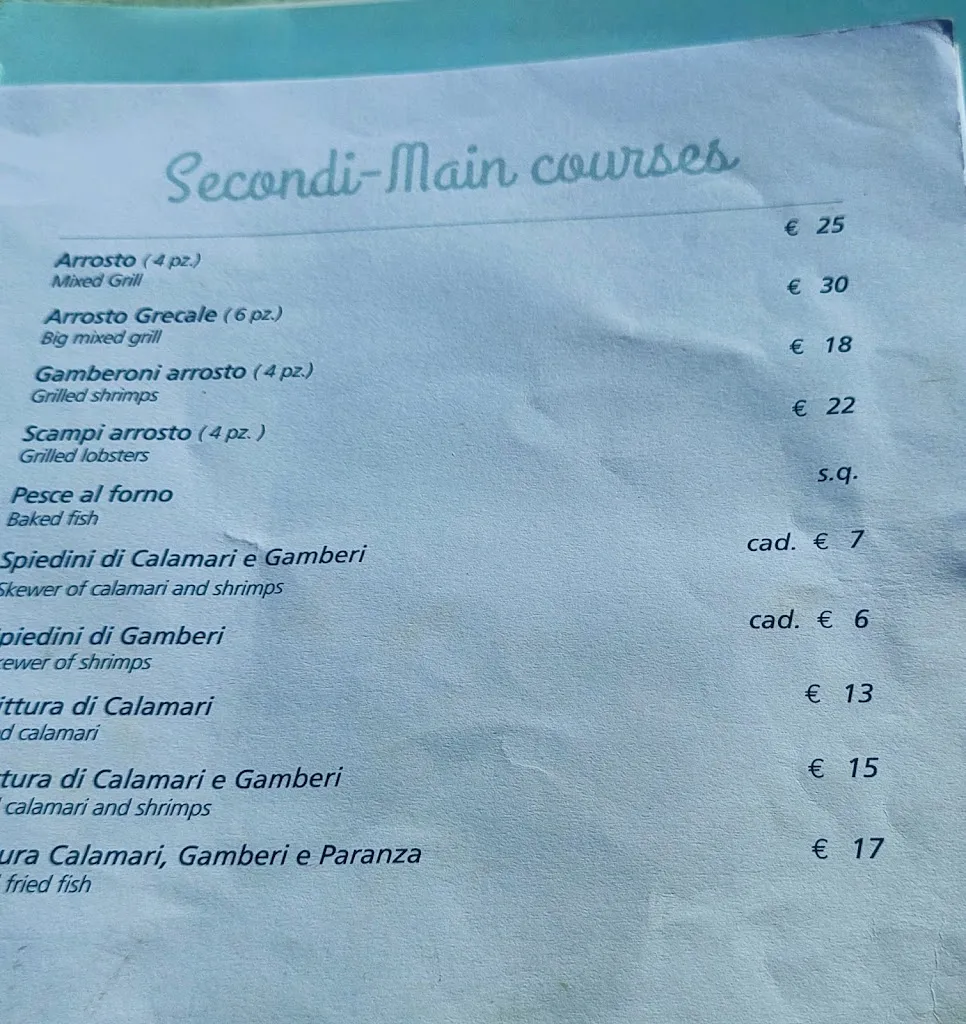 Secondi-Main courses
Arrosto (4 pz.) € 25
Mixed Grill
Arrosto Grecale (6 pz.) € 30
Big mixed grill
Gamberoni arrosto (4 pz.) € 18
Grilled shrimps
Scampi arrosto (4 pz. ) € 22
Grilled lobsters
Pesce al forno s.q.
Baked fish
Spiedini di Calamari e Gamberi cad. € 7
Skewer of calamari and shrimps
piedini di Gamberi cad. € 6
ewer of shrimps
ittura di Calamari € 13
d calamari
tura di Calamari e Gamberi € 15
calamari and shrimps
ura Calamari, Gamberi e Paranza € 17
fried fish